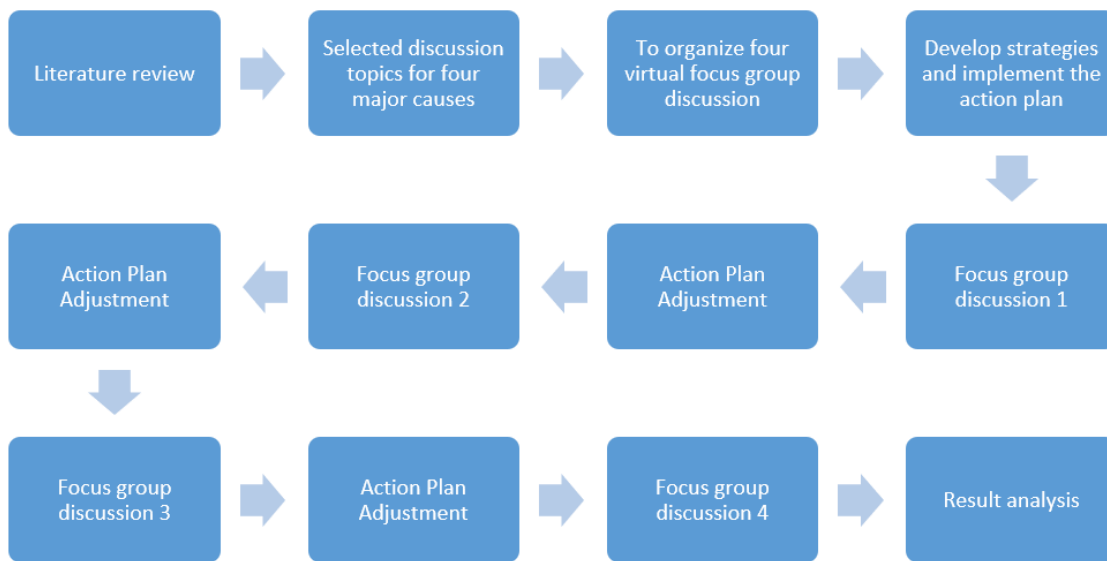 Literature review
Selected discussion
topics for four
major causes
To organize four
virtual focus group
discussion
Develop strategies
and implement the
action plan
Focus group
discussion 1
Action Plan
Adjustment
Focus group
discussion 2
Action Plan
Adjustment
Focus group
discussion 3
Action Plan
Adjustment
Focus group
discussion 4
Result analysis